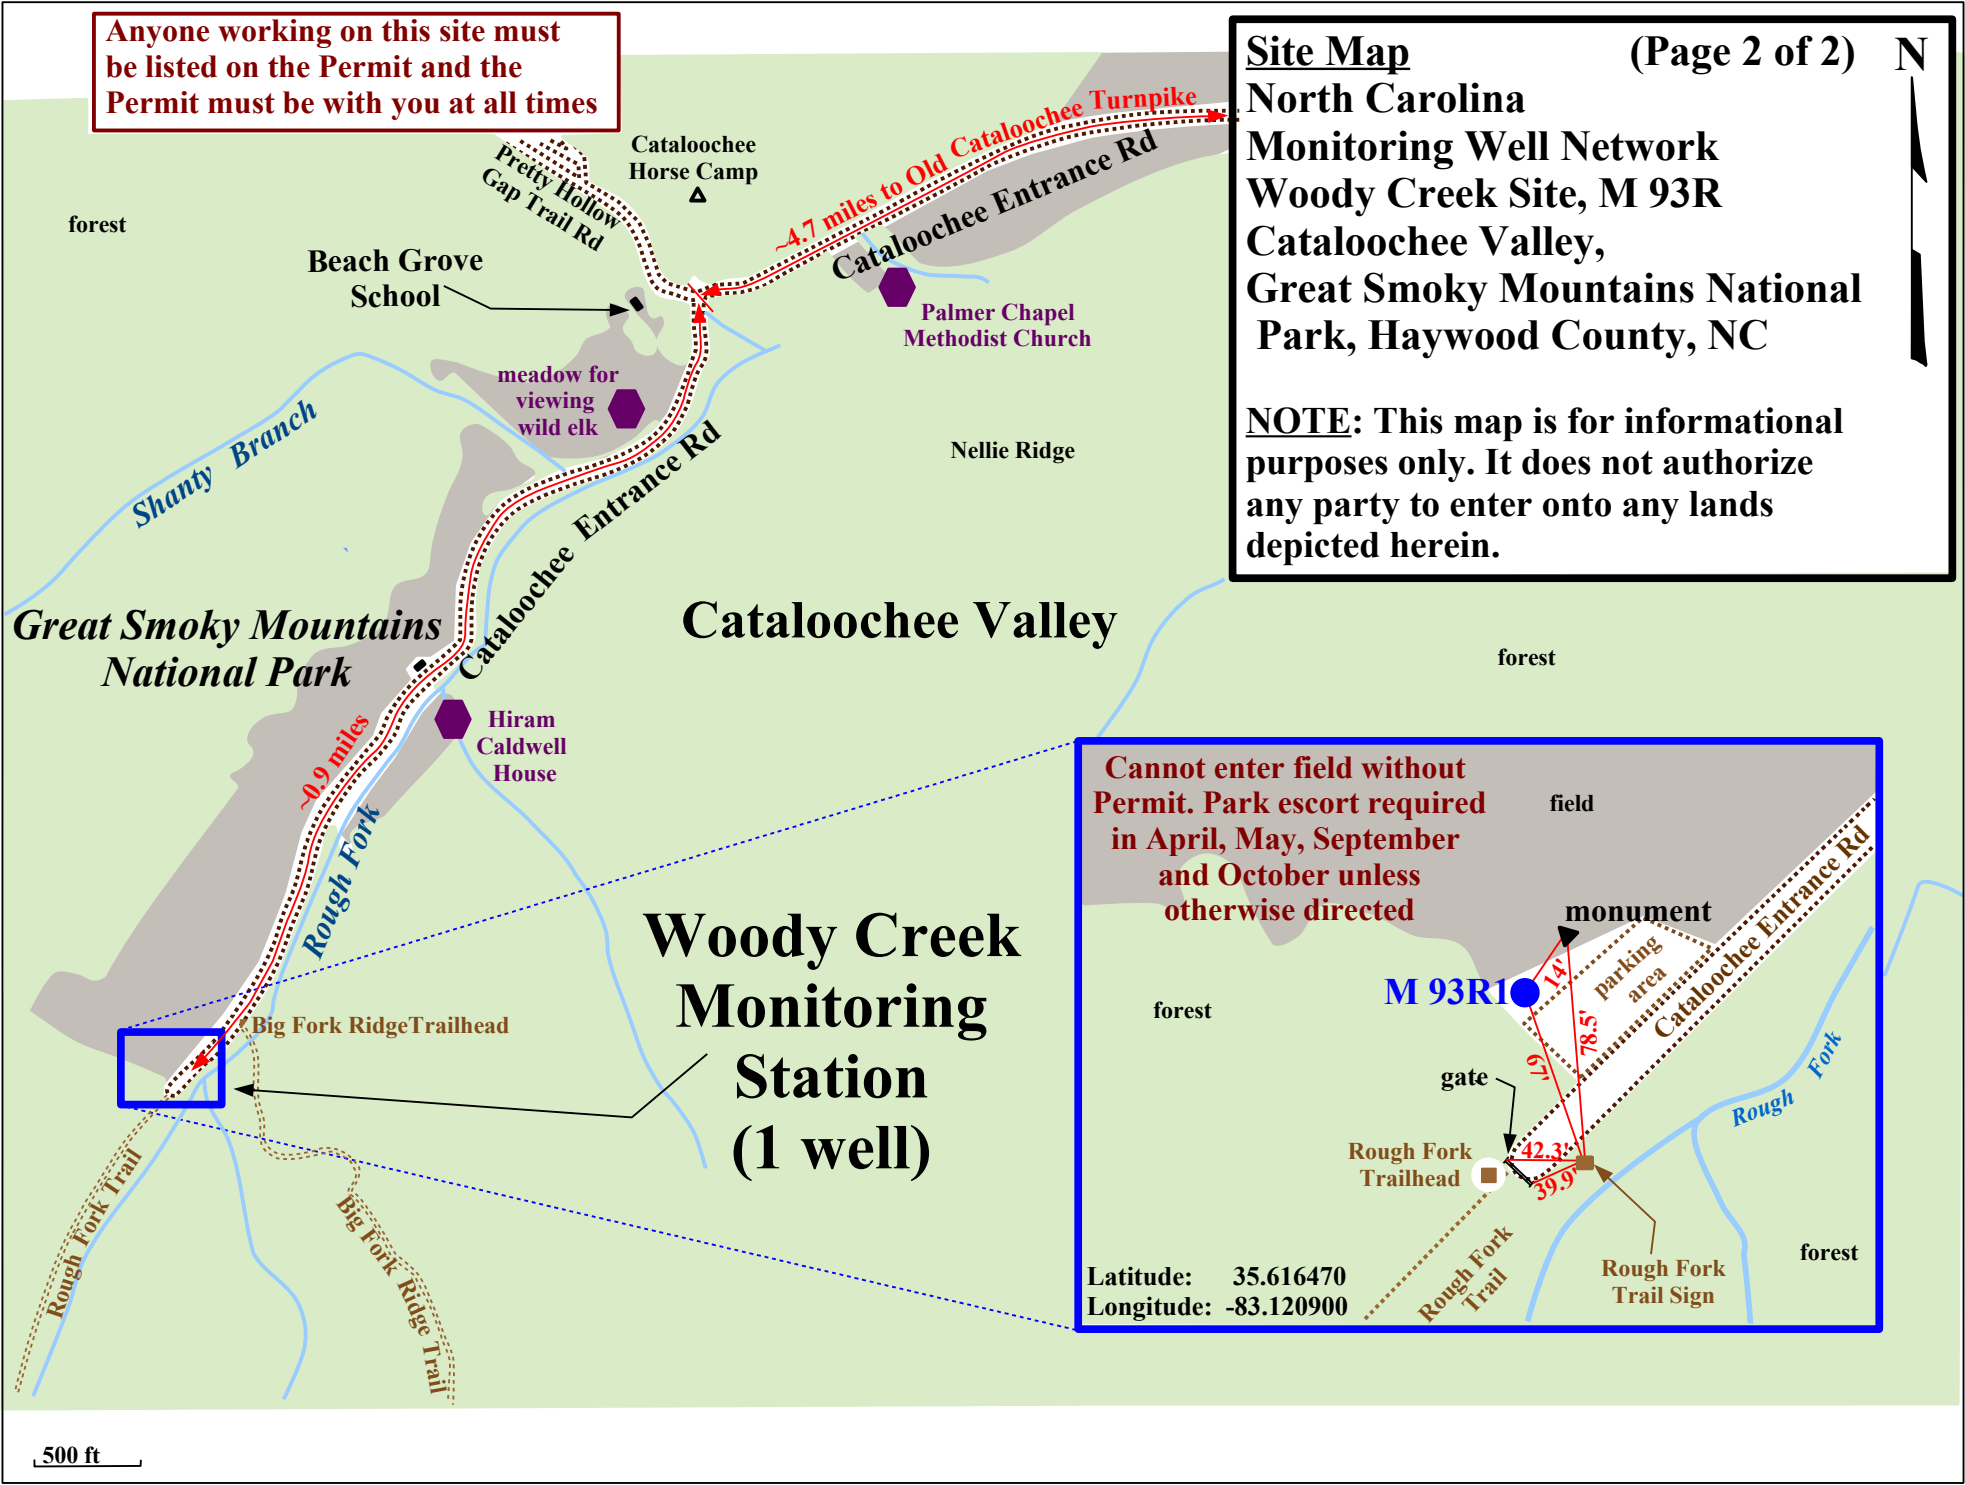 Anyone working on this site must
be listed on the Permit and the
Permit must be with you at all times
Site Map (Page 2 of 2) N
North Carolina
Monitoring Well Network
Woody Creek Site, M 93R
Cataloochee Valley,
Great Smoky Mountains National
Park, Haywood County, NC
NOTE: This map is for informational
purposes only. It does not authorize
any party to enter onto any lands
depicted herein.
~4.7 miles to Old Cataloochee Turnpike
Cataloochee Entrance Rd
Cataloochee
Horse Camp
Pretty Hollow
Gap Trail Rd
forest
Beach Grove
School
Palmer Chapel
Methodist Church
meadow for
viewing
wild elk
Shanty Branch
Nellie Ridge
Cataloochee Entrance Rd
Great Smoky Mountains
National Park
Cataloochee Valley
forest
Hiram
Caldwell
House
~0.9 miles
Rough Fork
Woody Creek
Monitoring
Station
(1 well)
Big Fork RidgeTrailhead
Rough Fork Trail
Big Fork Ridge Trail
Cannot enter field without
Permit. Park escort required
in April, May, September
and October unless
otherwise directed
field
monument
Cataloochee Entrance Rd
parking
area
14'
M 93R1
forest
78.5'
67'
gate
Rough Fork
42.3'
39.9'
Rough Fork
Trailhead
Rough Fork
Trail
Rough Fork
Trail Sign
forest
Latitude: 35.616470
Longitude: -83.120900
500 ft